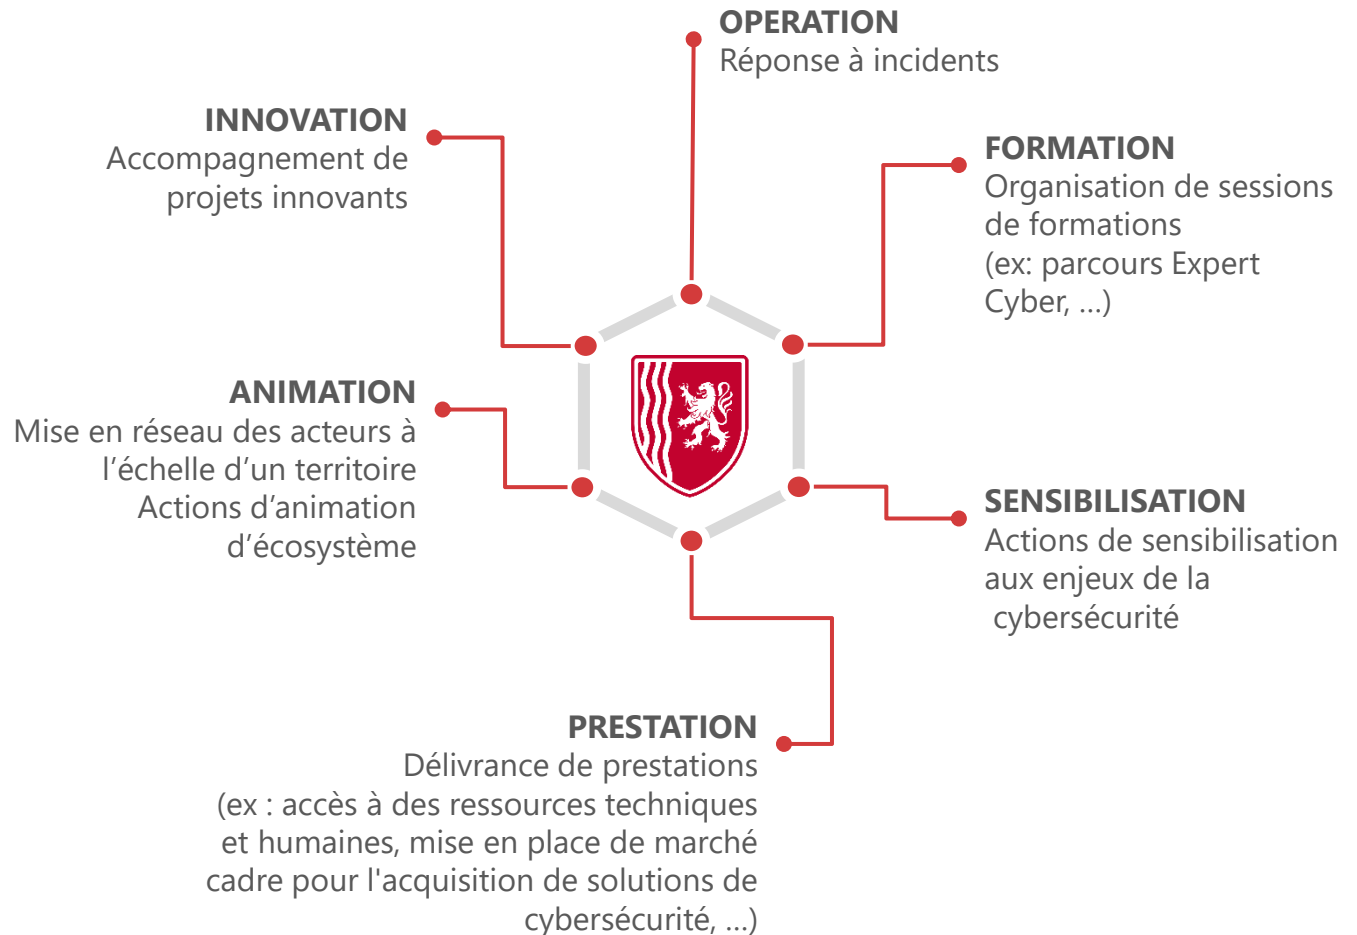 OPERATION
Réponse à incidents
INNOVATION
Accompagnement de
projets innovants
FORMATION
Organisation de sessions
de formations
(ex: parcours Expert
Cyber, ...)
ANIMATION
Mise en réseau des acteurs à
l’échelle d’un territoire
Actions d’animation
d’écosystème
SENSIBILISATION
Actions de sensibilisation
aux enjeux de la
cybersécurité
PRESTATION
Délivrance de prestations
(ex : accès à des ressources techniques
et humaines, mise en place de marché
cadre pour l'acquisition de solutions de
cybersécurité, ...)